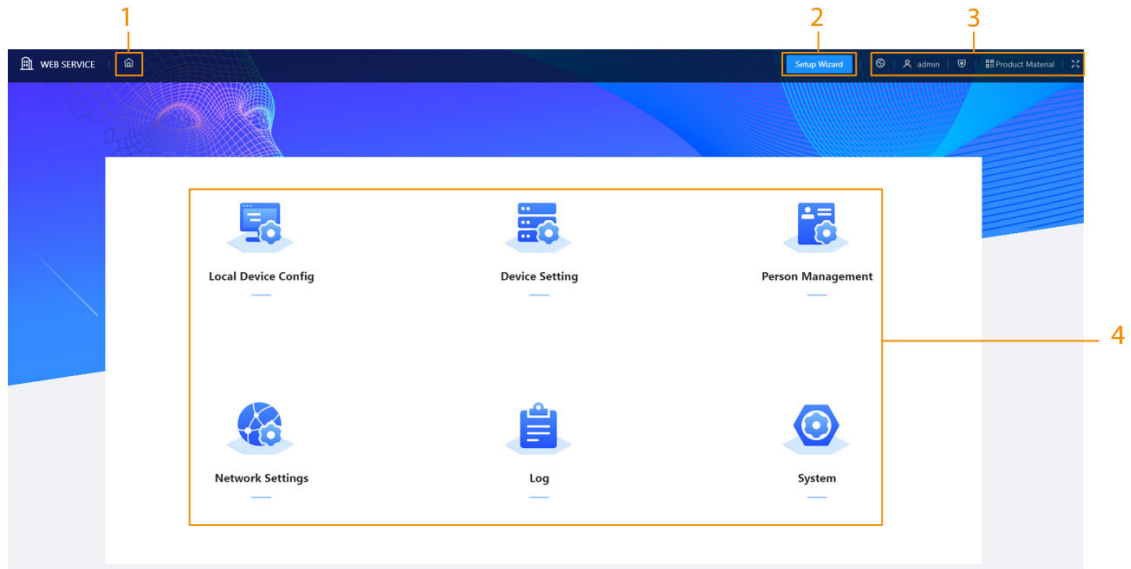 1 2 3
WEB SERVICE Setup Wizard admin Product Material
Local Device Config Device Setting Person Management
4
Network Settings Log System